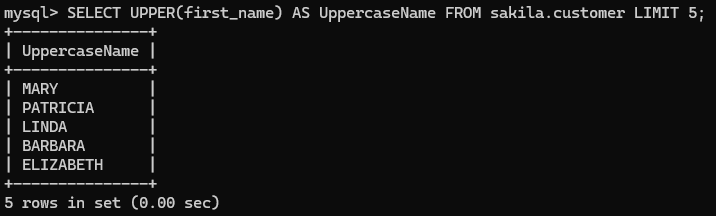 mysql> SELECT UPPER(first_name) AS UppercaseName FROM sakila.customer LIMIT 5;
+---------------+
| UppercaseName |
+---------------+
| MARY          |
| PATRICIA      |
| LINDA         |
| BARBARA       |
| ELIZABETH     |
+---------------+
5 rows in set (0.00 sec)